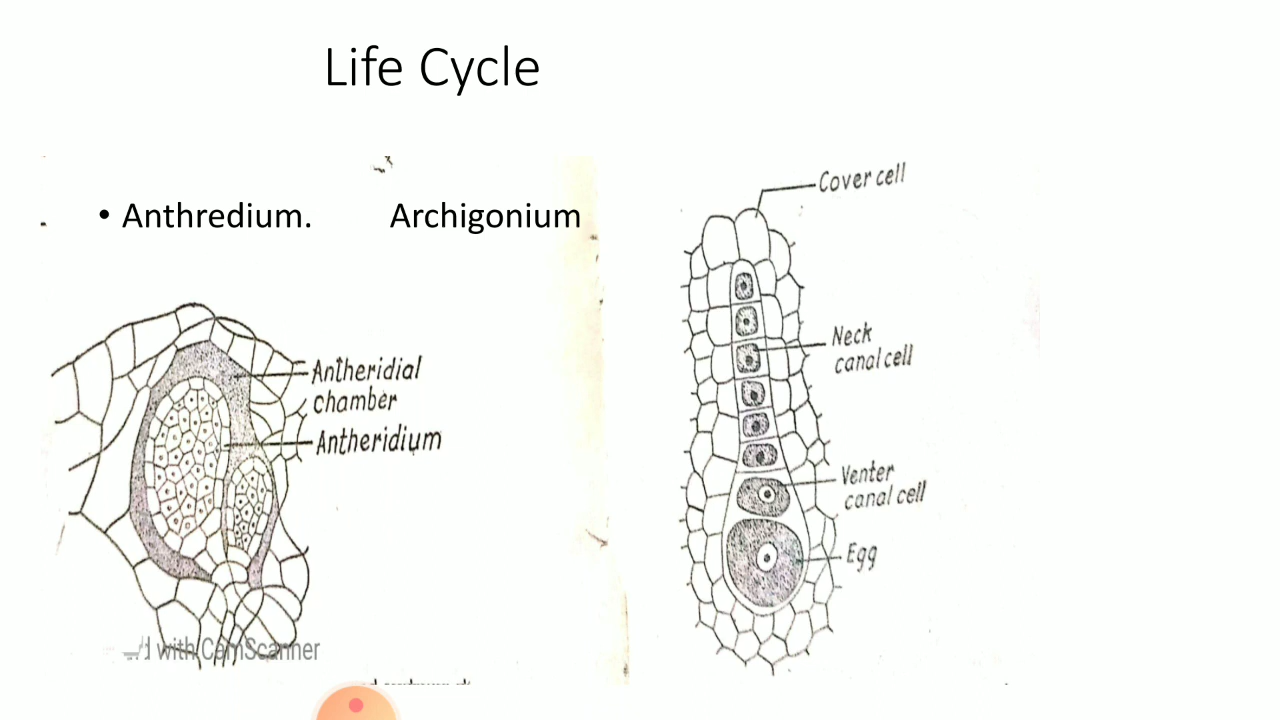 Life Cycle
• Anthredium. Archigonium
Cover cell
Antheridial
chamber
Antheridium
Neck
canal cell
Venter
canal cell
Egg
with CamScanner